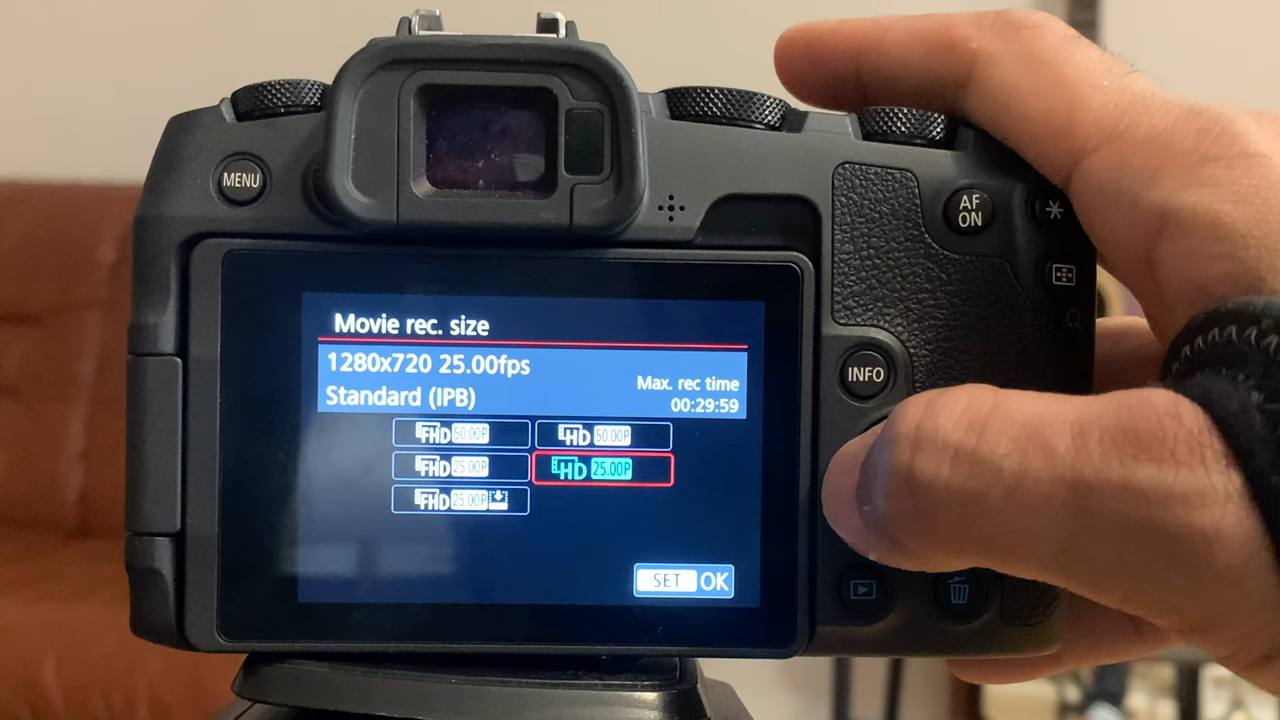 MENU
AF
ON
INFO
Movie rec. size
1280x720 25.00fps
Standard (IPB)
Max. rec time
00:29:59
FHD 50.00P
HD 50.00P
FHD 25.00P
HD 25.00P
FHD 25.00P
SET OK